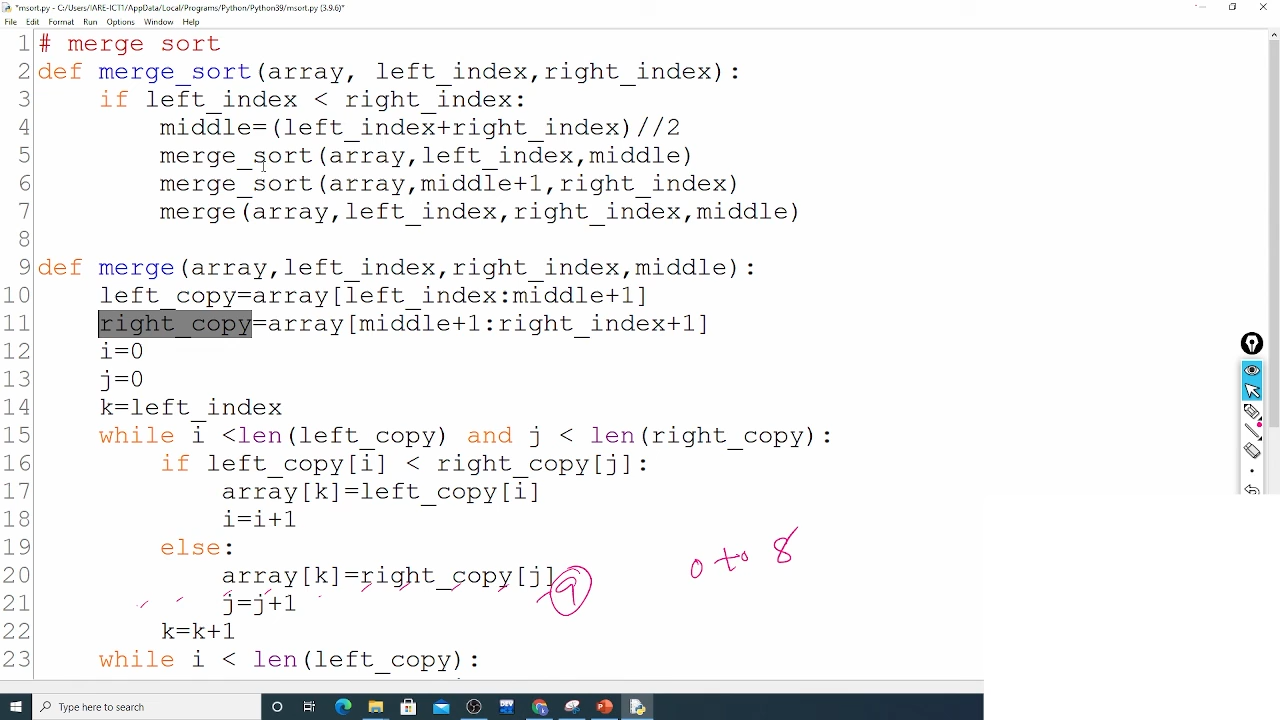 *msort.py - C:/Users/IARE-ICT1/AppData/Local/Programs/Python/Python39/msort.py (3.9.6)*
File Edit Format Run Options Window Help
1 # merge sort
2 def merge_sort(array, left_index,right_index):
3     if left_index < right_index:
4         middle=(left_index+right_index)//2
5         merge_sort(array,left_index,middle)
6         merge_sort(array,middle+1,right_index)
7         merge(array,left_index,right_index,middle)
8
9 def merge(array,left_index,right_index,middle):
10     left_copy=array[left_index:middle+1]
11     right_copy=array[middle+1:right_index+1]
12     i=0
13     j=0
14     k=left_index
15     while i <len(left_copy) and j < len(right_copy):
16         if left_copy[i] < right_copy[j]:
17             array[k]=left_copy[i]
18             i=i+1
19         else:
0 to 8
20             array[k]=right_copy[j]
9
21             j=j+1
22         k=k+1
23     while i < len(left_copy):
Type here to search